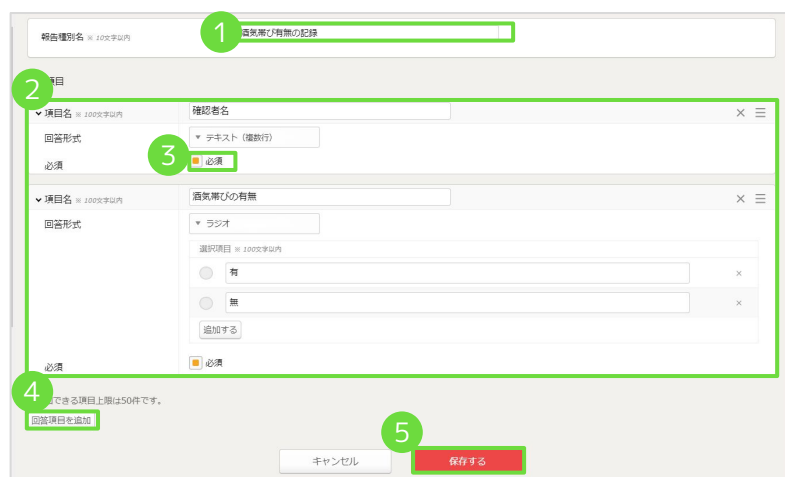 1
報告種別名 ※ 10文字以内 酒気帯び有無の記録
2
項目
項目名 ※ 100文字以内 確認者名
回答形式 テキスト（複数行）
3
必須 必須
項目名 ※ 100文字以内 酒気帯びの有無
回答形式 ラジオ
選択項目 ※ 100文字以内
有
無
追加する
必須 必須
4
できる項目上限は50件です。
回答項目を追加
5
キャンセル 保存する